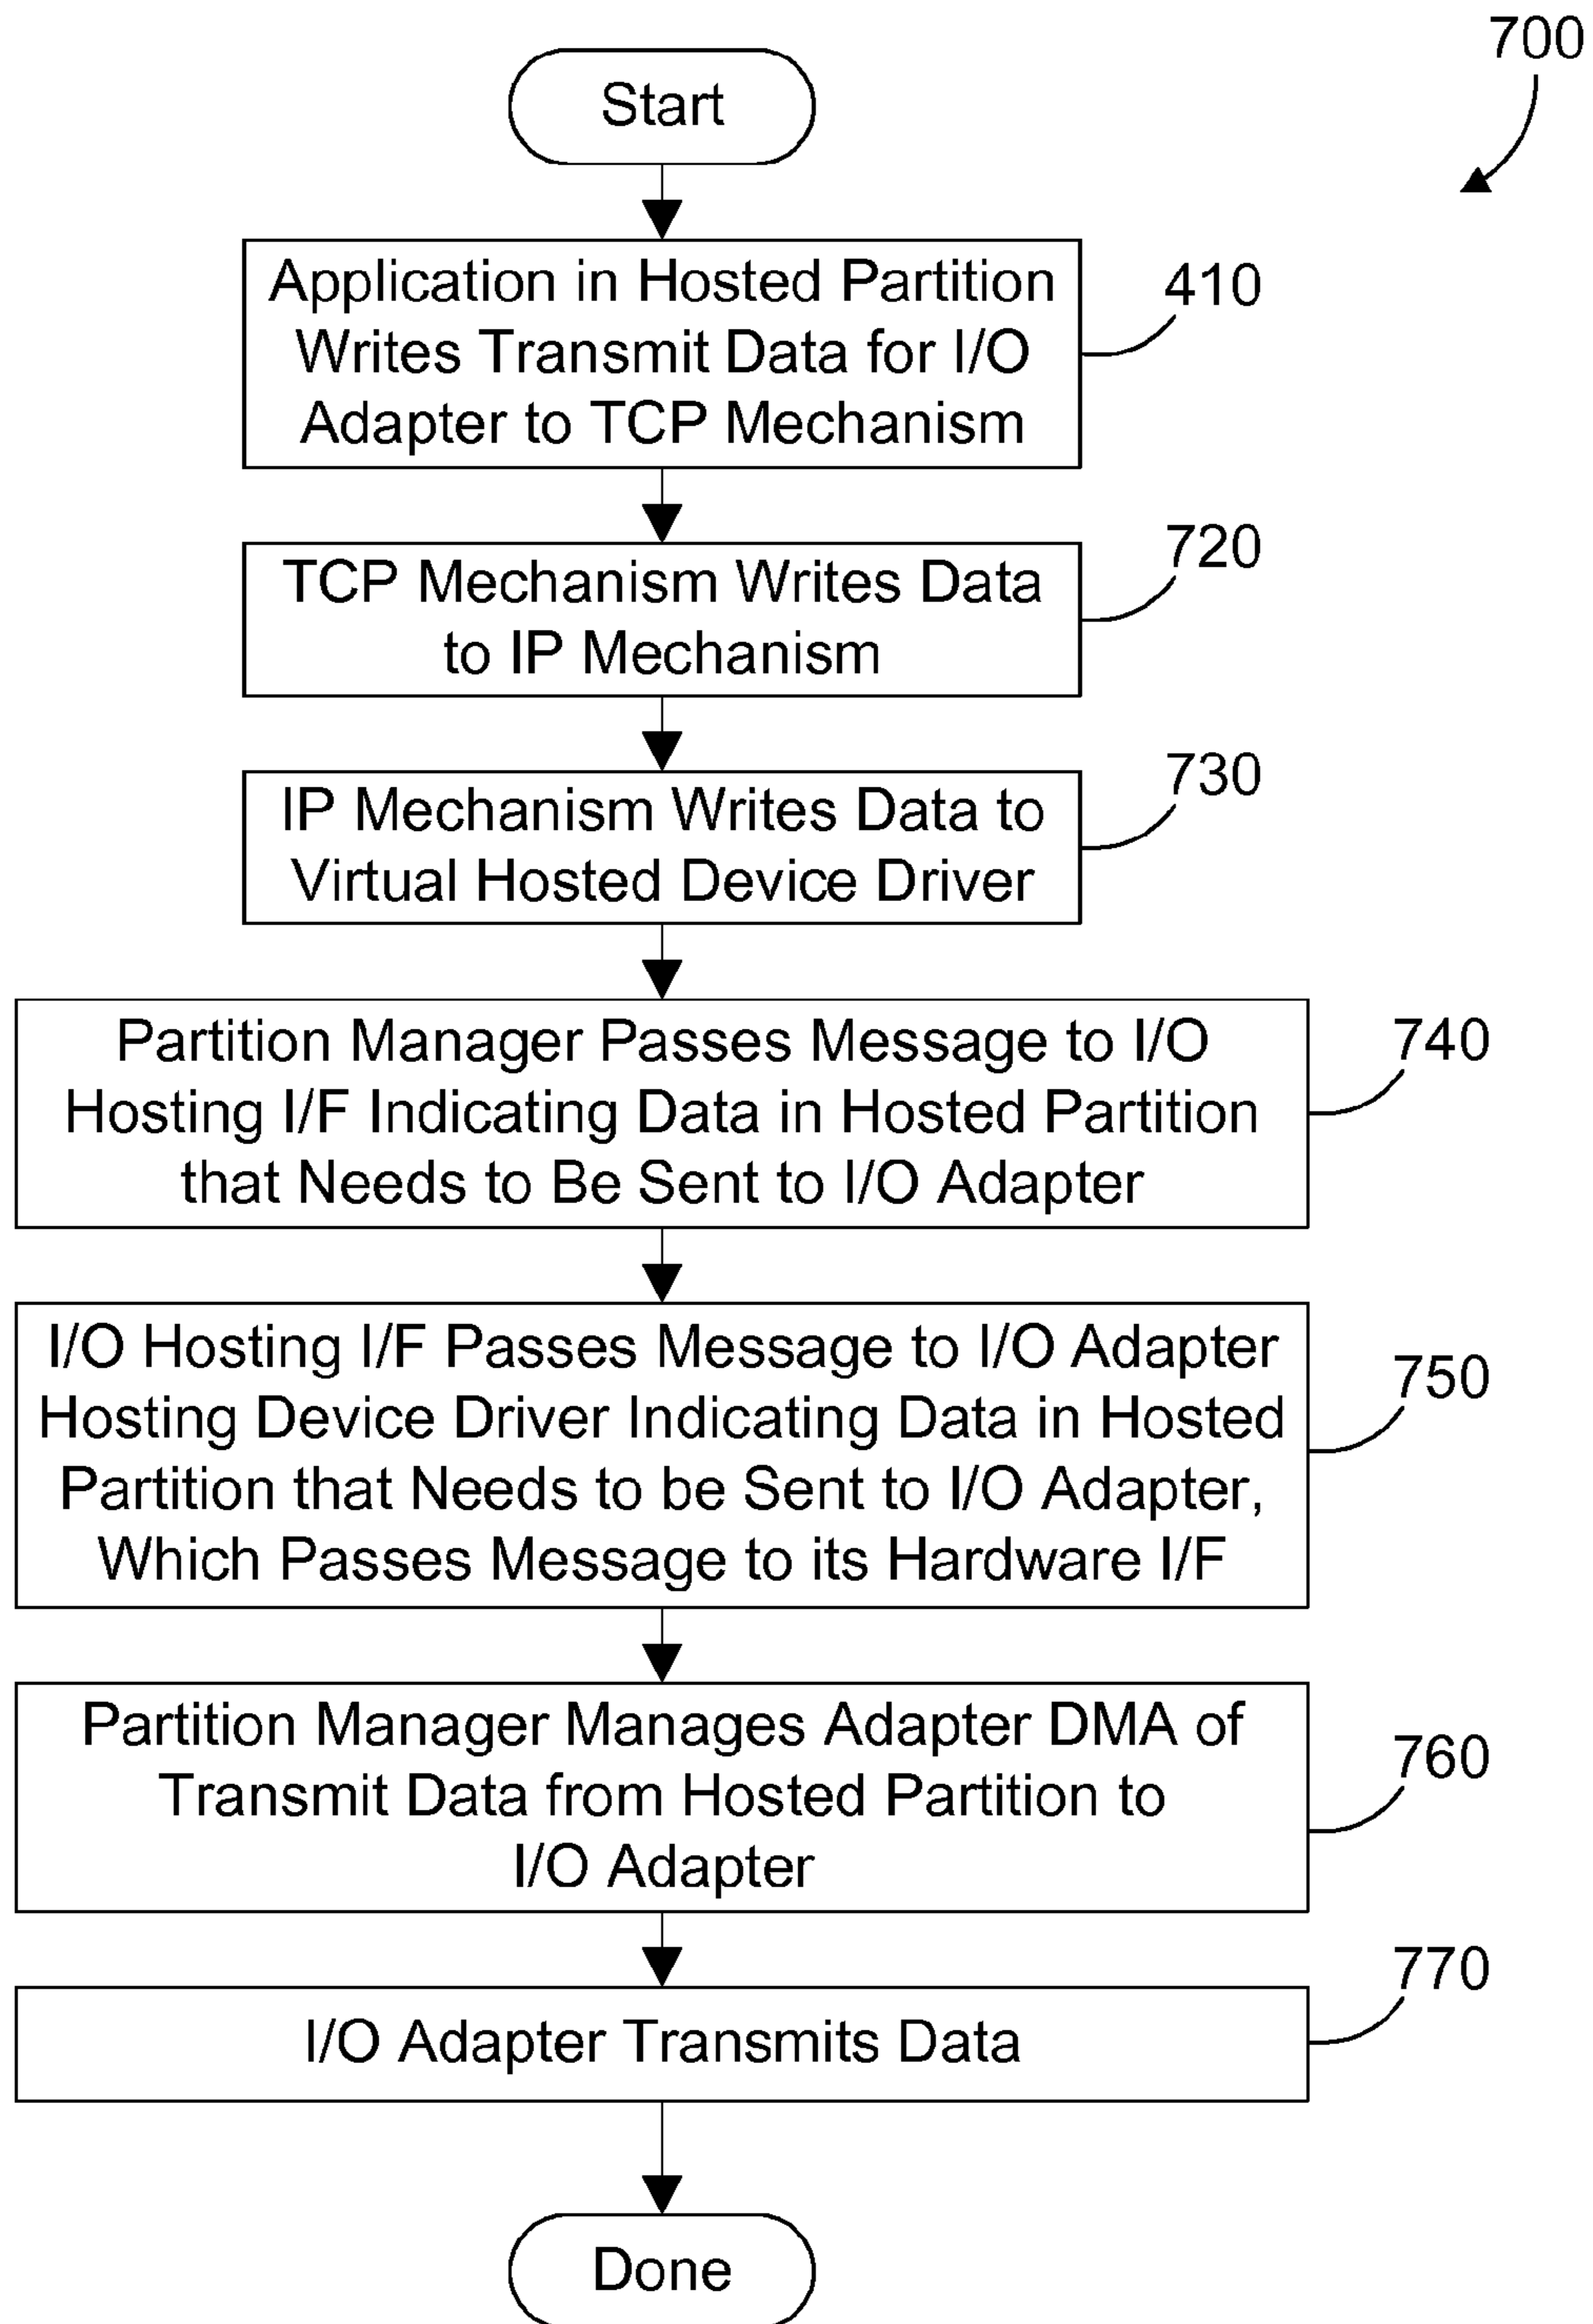 700
Start
Application in Hosted Partition
Writes Transmit Data for I/O
Adapter to TCP Mechanism
410
TCP Mechanism Writes Data
to IP Mechanism
720
IP Mechanism Writes Data to
Virtual Hosted Device Driver
730
Partition Manager Passes Message to I/O
Hosting I/F Indicating Data in Hosted Partition
that Needs to Be Sent to I/O Adapter
740
I/O Hosting I/F Passes Message to I/O Adapter
Hosting Device Driver Indicating Data in Hosted
Partition that Needs to be Sent to I/O Adapter,
Which Passes Message to its Hardware I/F
750
Partition Manager Manages Adapter DMA of
Transmit Data from Hosted Partition to
I/O Adapter
760
I/O Adapter Transmits Data
770
Done